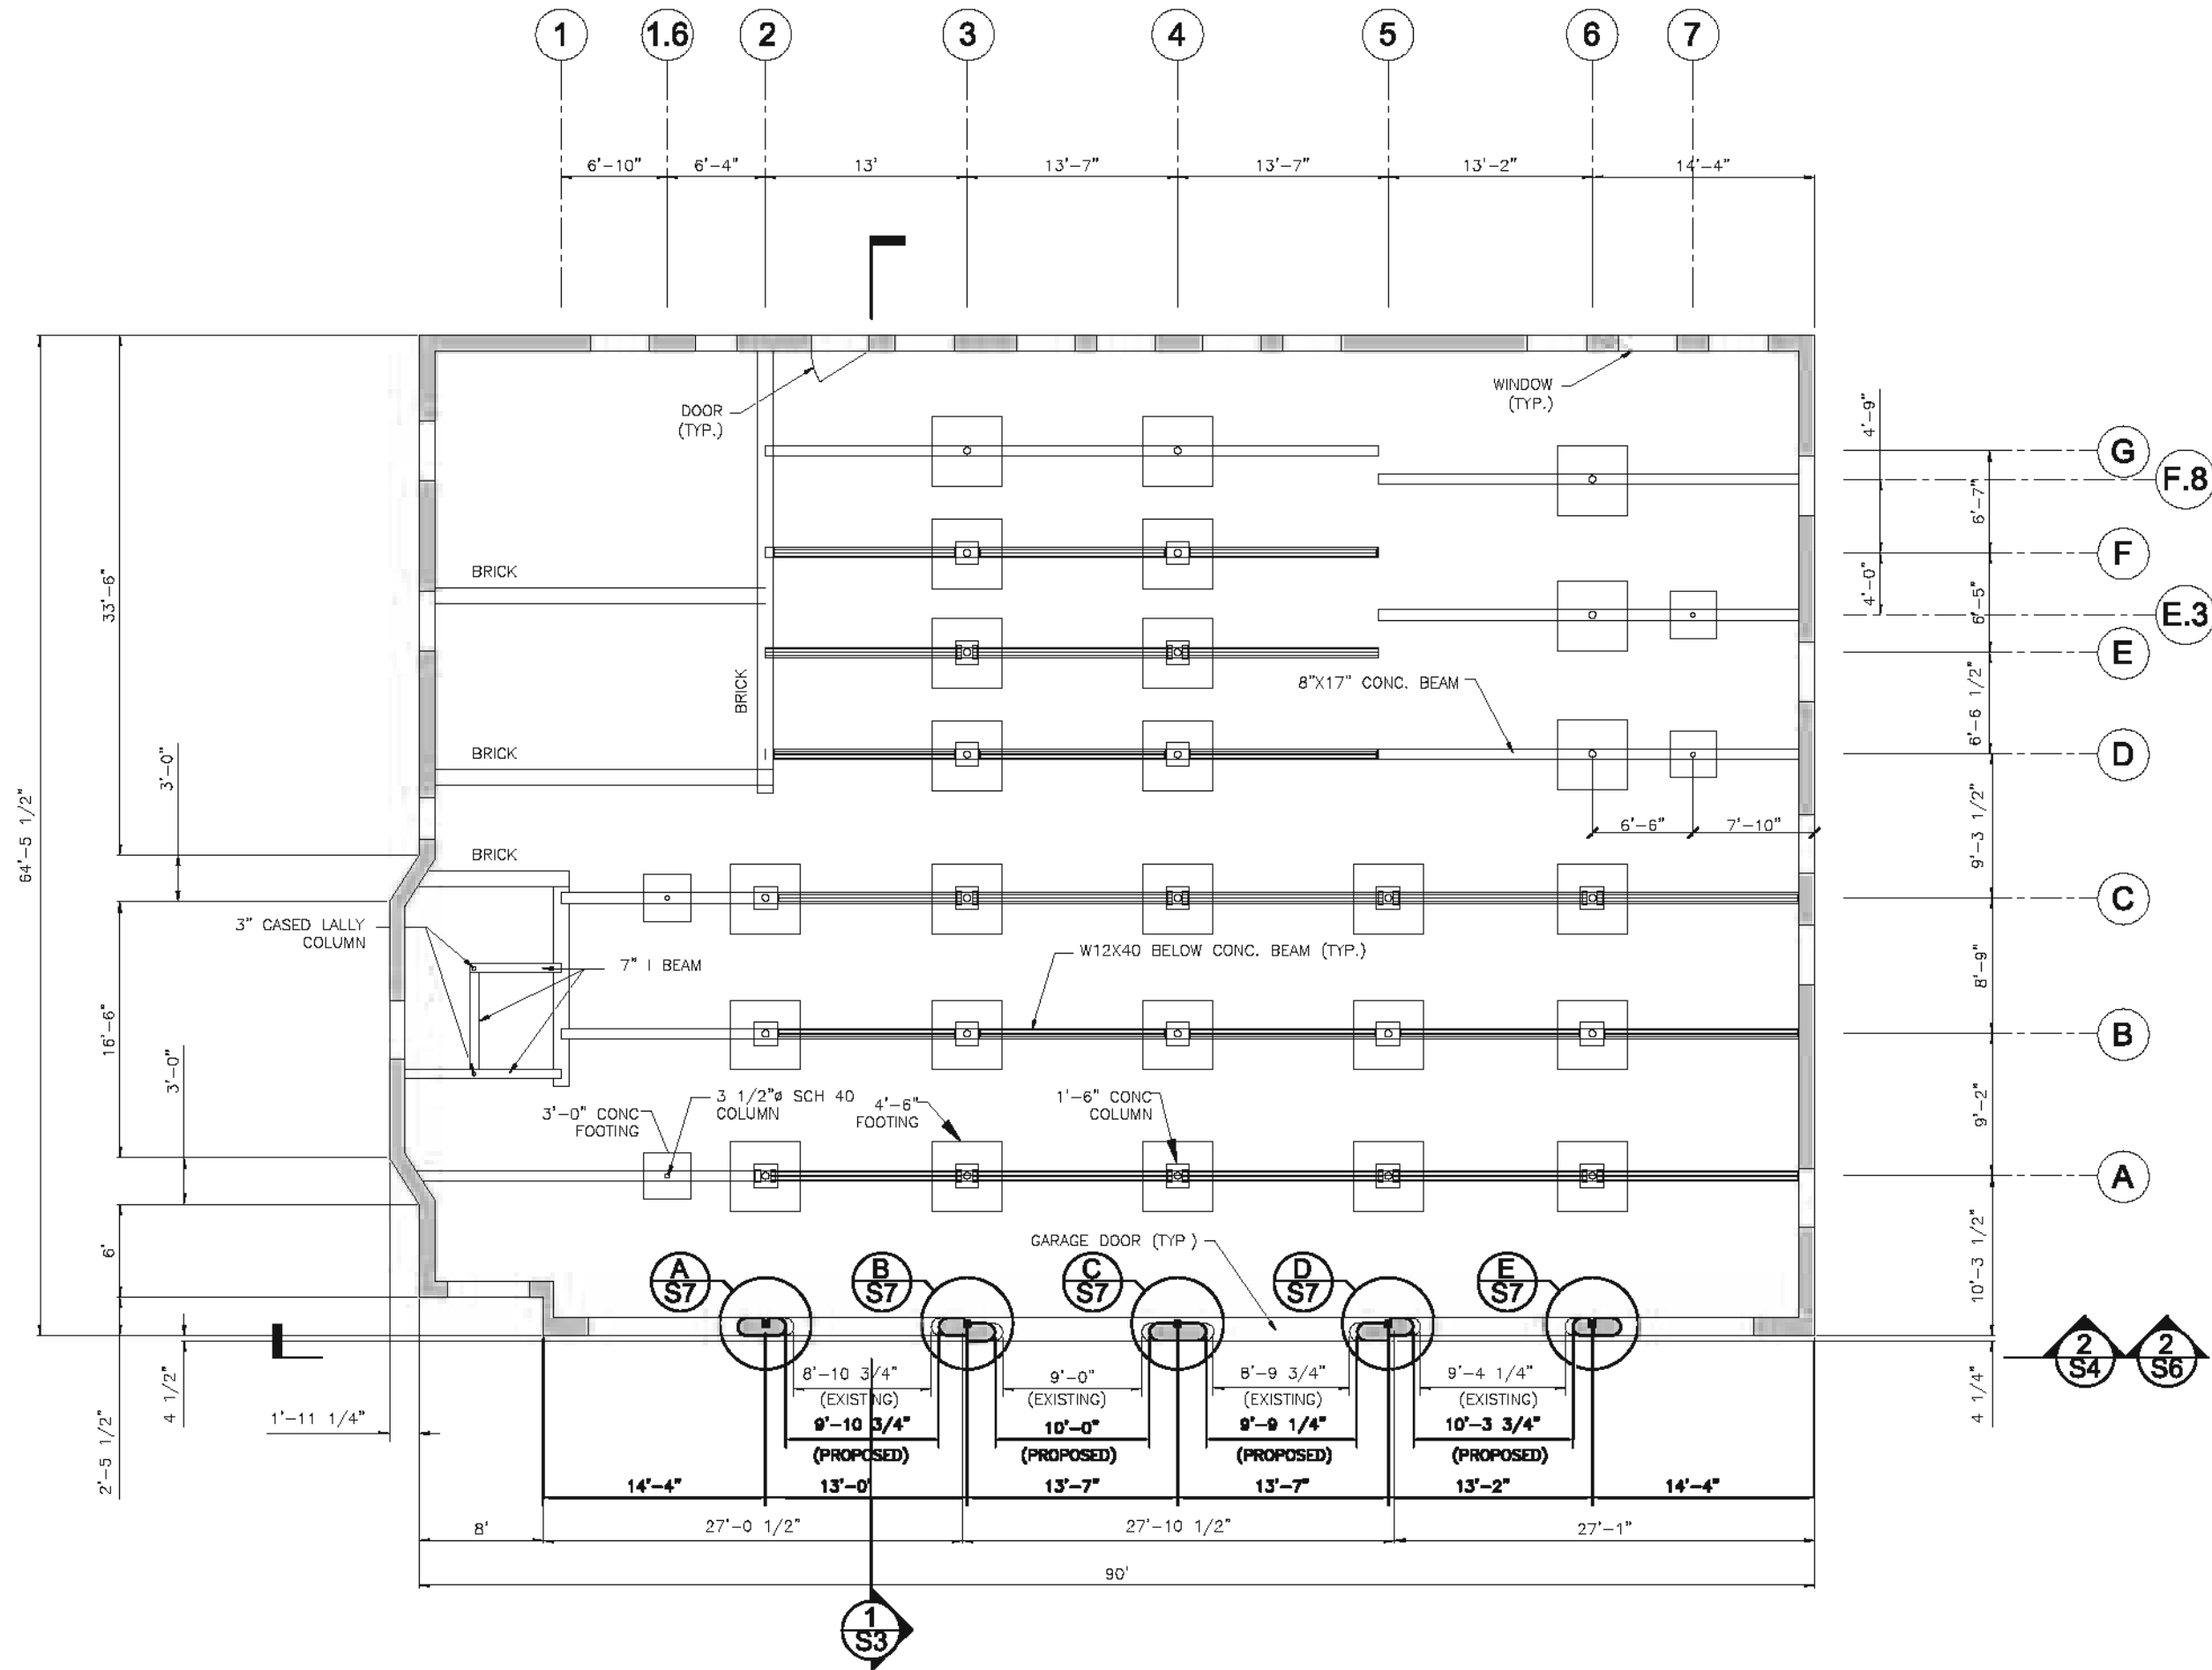 1
1.6
2
3
4
5
6
7
6'-10"
6'-4"
13'
13'-7"
13'-7"
13'-2"
14'-4"
DOOR
(TYP.)
WINDOW
(TYP.)
4'-9"
G
F.8
6'-7"
F
4'-0"
E.3
6'-5"
E
BRICK
33'-6"
BRICK
8"X17" CONC. BEAM
6'-6 1/2"
BRICK
D
3'-0"
64'-5 1/2"
6'-6"
7'-10"
9'-3 1/2"
BRICK
C
3" CASED LALLY
COLUMN
7" I BEAM
W12X40 BELOW CONC. BEAM (TYP.)
8'-9"
16'-6"
B
3'-0"
3'-0" CONC
FOOTING
3 1/2"ø SCH 40
COLUMN
4'-6"
FOOTING
1'-6" CONC
COLUMN
9'-2"
A
6'
GARAGE DOOR (TYP.)
10'-3 1/2"
A
S7
B
S7
C
S7
D
S7
E
S7
2
S4
2
S6
4 1/2"
1'-11 1/4"
2'-5 1/2"
4 1/4"
8'-10 3/4"
(EXISTING)
9'-0"
(EXISTING)
8'-9 3/4"
(EXISTING)
9'-4 1/4"
(EXISTING)
9'-10 3/4"
(PROPOSED)
10'-0"
(PROPOSED)
9'-9 1/4"
(PROPOSED)
10'-3 3/4"
(PROPOSED)
14'-4"
13'-0"
13'-7"
13'-7"
13'-2"
14'-4"
8'
27'-0 1/2"
27'-10 1/2"
27'-1"
90'
1
S3